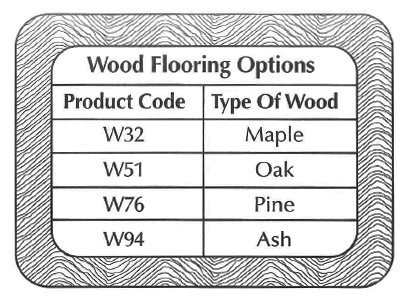 Wood Flooring Options
Product Code Type Of Wood
W32 Maple
W51 Oak
W76 Pine
W94 Ash